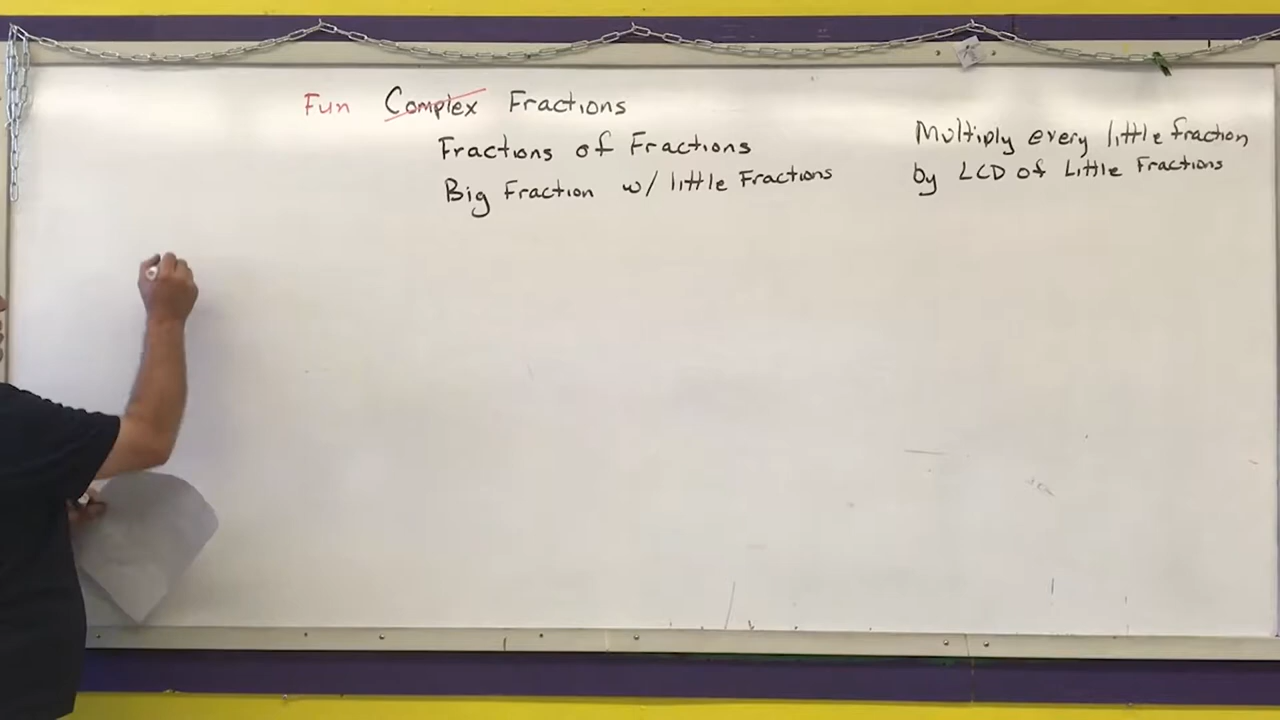 Fun Complex Fractions
Fractions of Fractions
Big Fraction w/ little Fractions
Multiply every little fraction
by LCD of Little Fractions